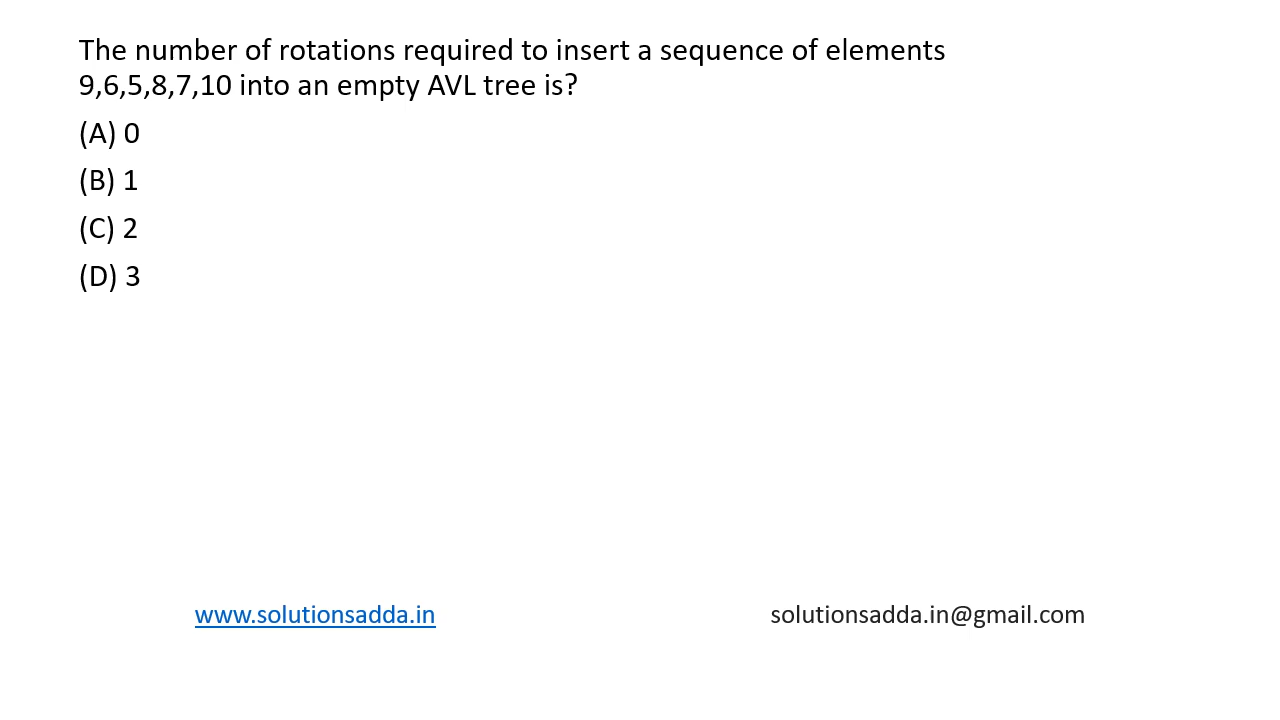 The number of rotations required to insert a sequence of elements
9,6,5,8,7,10 into an empty AVL tree is?
(A) 0
(B) 1
(C) 2
(D) 3
www.solutionsadda.in
solutionsadda.in@gmail.com